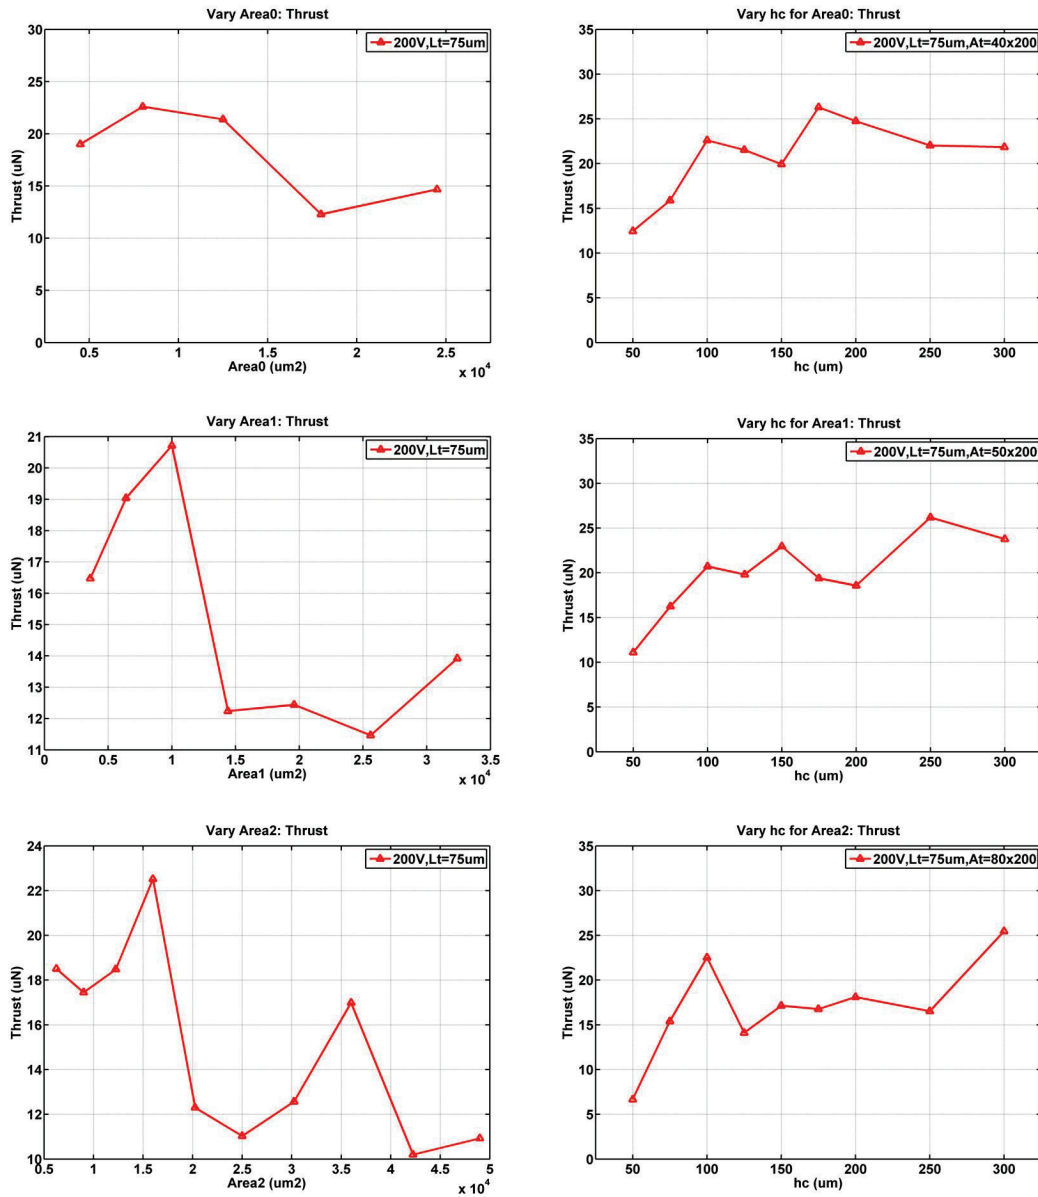 Vary Area0: Thrust
30
25
20
15
10
5
0
Thrust (uN)
200V,Lt=75um
0.5 1 1.5 2 2.5
Area0 (um2)
x 10^4
Vary hc for Area0: Thrust
35
30
25
20
15
10
5
0
Thrust (uN)
200V,Lt=75um,At=40x200
50 100 150 200 250 300
hc (um)
Vary Area1: Thrust
21
20
19
18
17
16
15
14
13
12
11
Thrust (uN)
200V,Lt=75um
0 0.5 1 1.5 2 2.5 3 3.5
Area1 (um2)
x 10^4
Vary hc for Area1: Thrust
35
30
25
20
15
10
5
0
Thrust (uN)
200V,Lt=75um,At=50x200
50 100 150 200 250 300
hc (um)
Vary Area2: Thrust
24
22
20
18
16
14
12
10
Thrust (uN)
200V,Lt=75um
0.5 1 1.5 2 2.5 3 3.5 4 4.5 5
Area2 (um2)
x 10^4
Vary hc for Area2: Thrust
35
30
25
20
15
10
5
0
Thrust (uN)
200V,Lt=75um,At=80x200
50 100 150 200 250 300
hc (um)